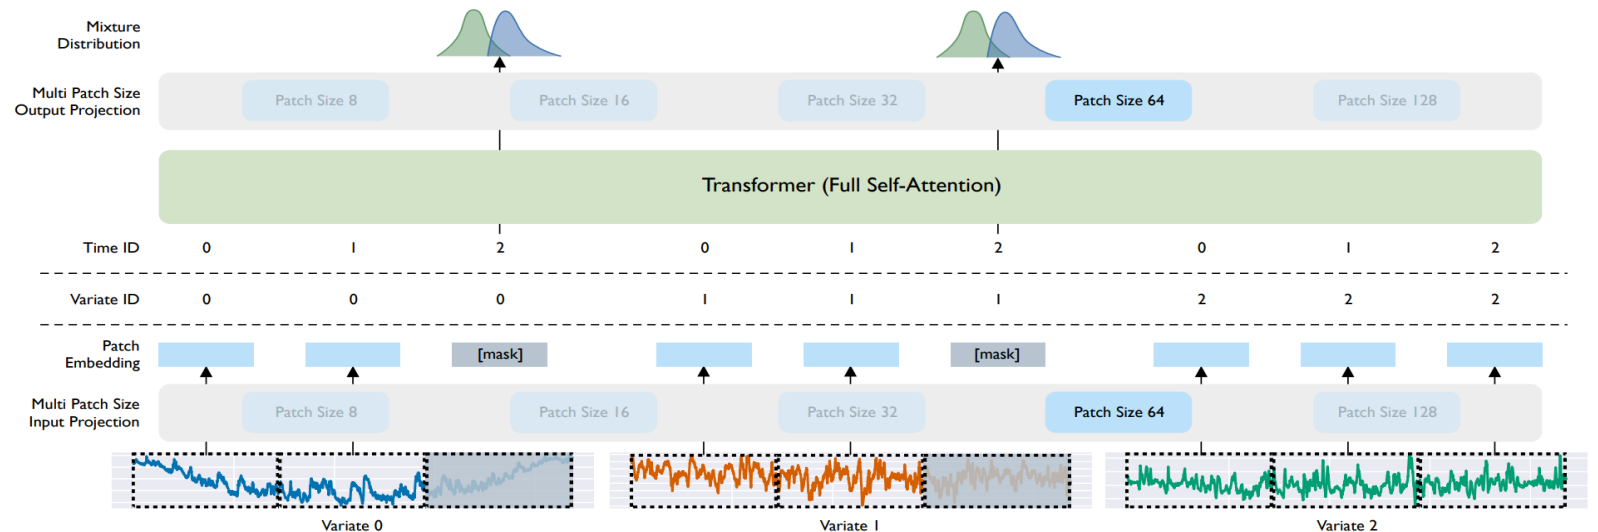 Mixture
Distribution
Multi Patch Size
Output Projection
Patch Size 8
Patch Size 16
Patch Size 32
Patch Size 64
Patch Size 128
Transformer (Full Self-Attention)
Time ID 0 1 2 0 1 2 0 1 2
Variate ID 0 0 0 1 1 1 2 2 2
Patch
Embedding
[mask] [mask]
Multi Patch Size
Input Projection
Patch Size 8
Patch Size 16
Patch Size 32
Patch Size 64
Patch Size 128
Variate 0
Variate 1
Variate 2